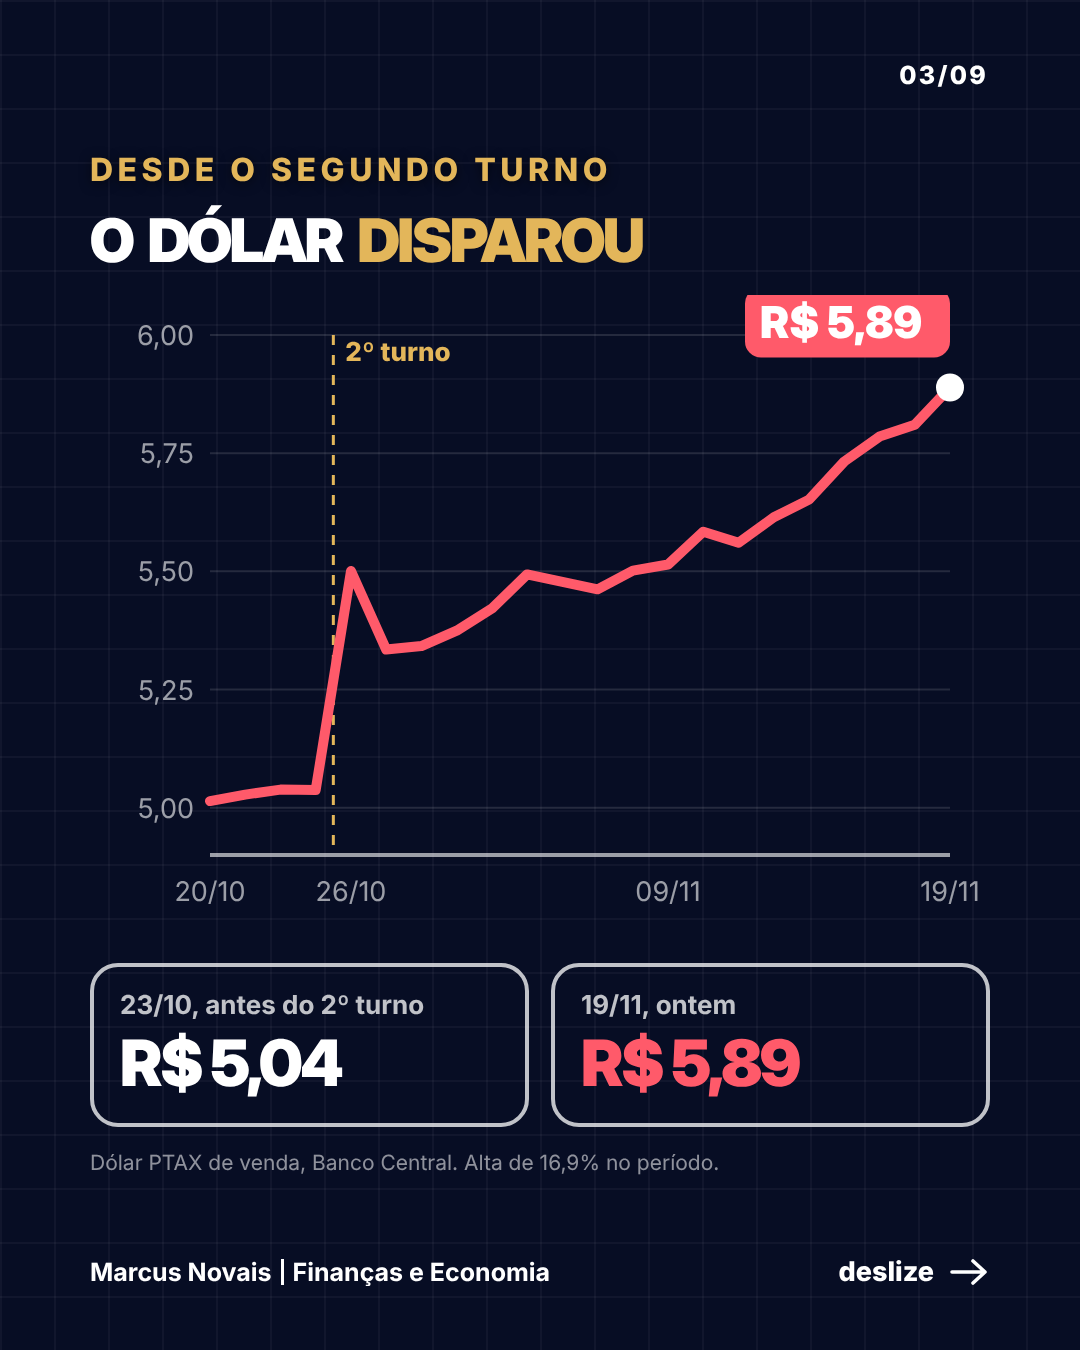 03/09
DESDE O SEGUNDO TURNO
O DÓLAR DISPAROU
R$ 5,89
6,00
2º turno
5,75
5,50
5,25
5,00
20/10 26/10 09/11 19/11
23/10, antes do 2º turno
R$ 5,04
19/11, ontem
R$ 5,89
Dólar PTAX de venda, Banco Central. Alta de 16,9% no período.
Marcus Novais | Finanças e Economia
deslize →